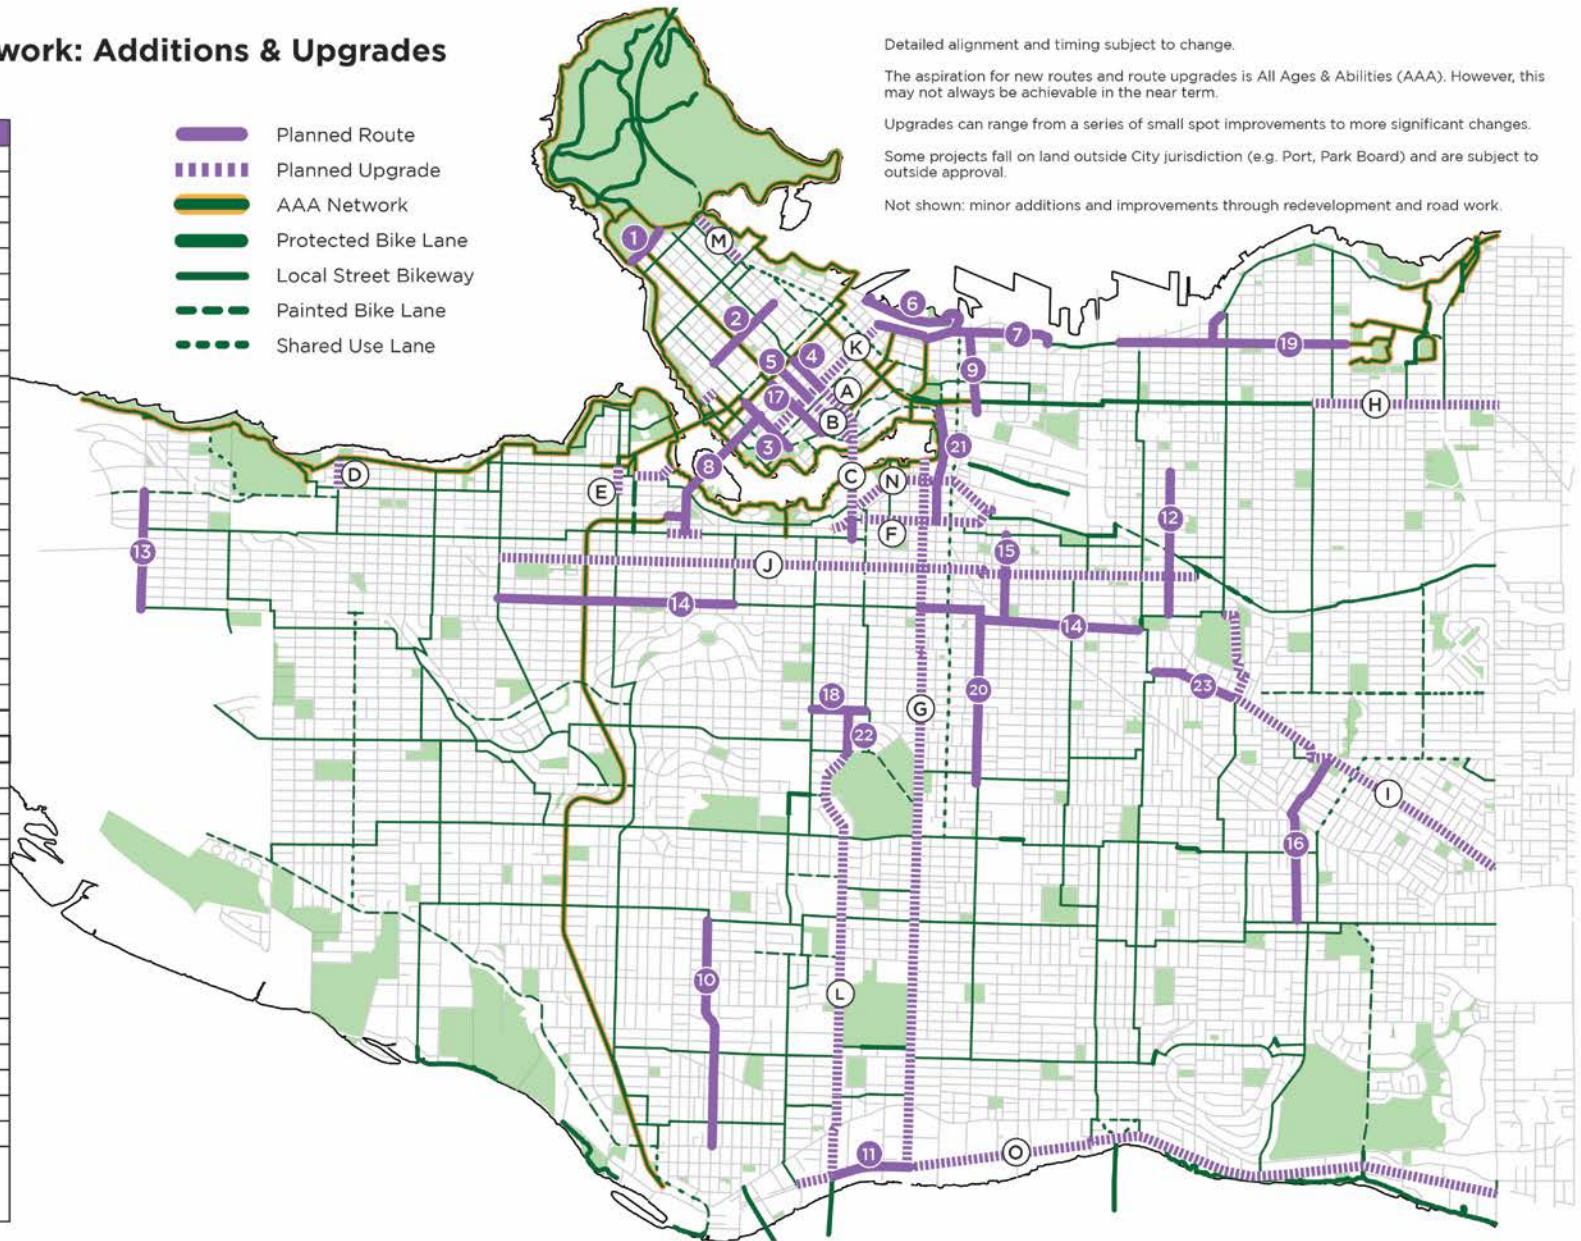 work: Additions & Upgrades
Detailed alignment and timing subject to change.
The aspiration for new routes and route upgrades is All Ages & Abilities (AAA). However, this
may not always be achievable in the near term.
Upgrades can range from a series of small spot improvements to more significant changes.
Some projects fall on land outside City jurisdiction (e.g. Port, Park Board) and are subject to
outside approval.
Not shown: minor additions and improvements through redevelopment and road work.
Planned Route
Planned Upgrade
AAA Network
Protected Bike Lane
Local Street Bikeway
Painted Bike Lane
Shared Use Lane
1
M
6
2
7
K
19
5
4
9
A
17
H
B
3
21
8
D
C
N
E
12
F
13
15
J
14
14
23
20
18
G
22
I
16
10
L
11
O